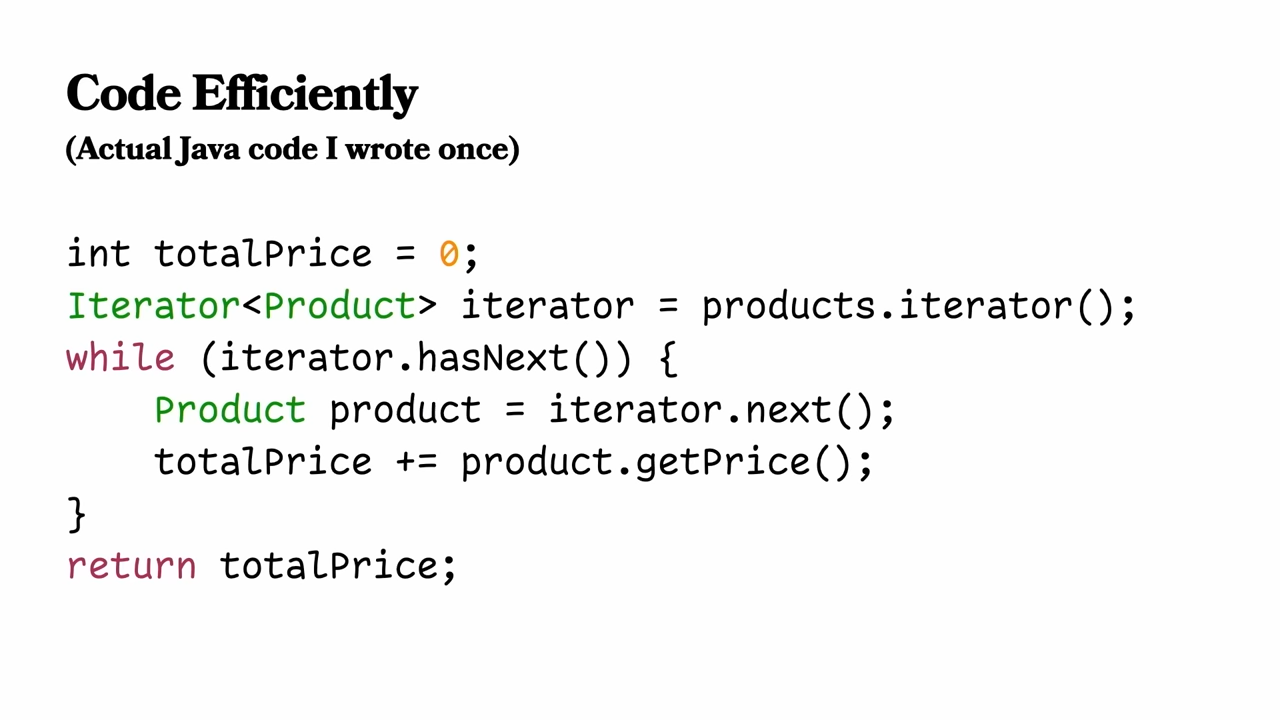 Code Efficiently
(Actual Java code I wrote once)
int totalPrice = 0;
Iterator<Product> iterator = products.iterator();
while (iterator.hasNext()) {
    Product product = iterator.next();
    totalPrice += product.getPrice();
}
return totalPrice;